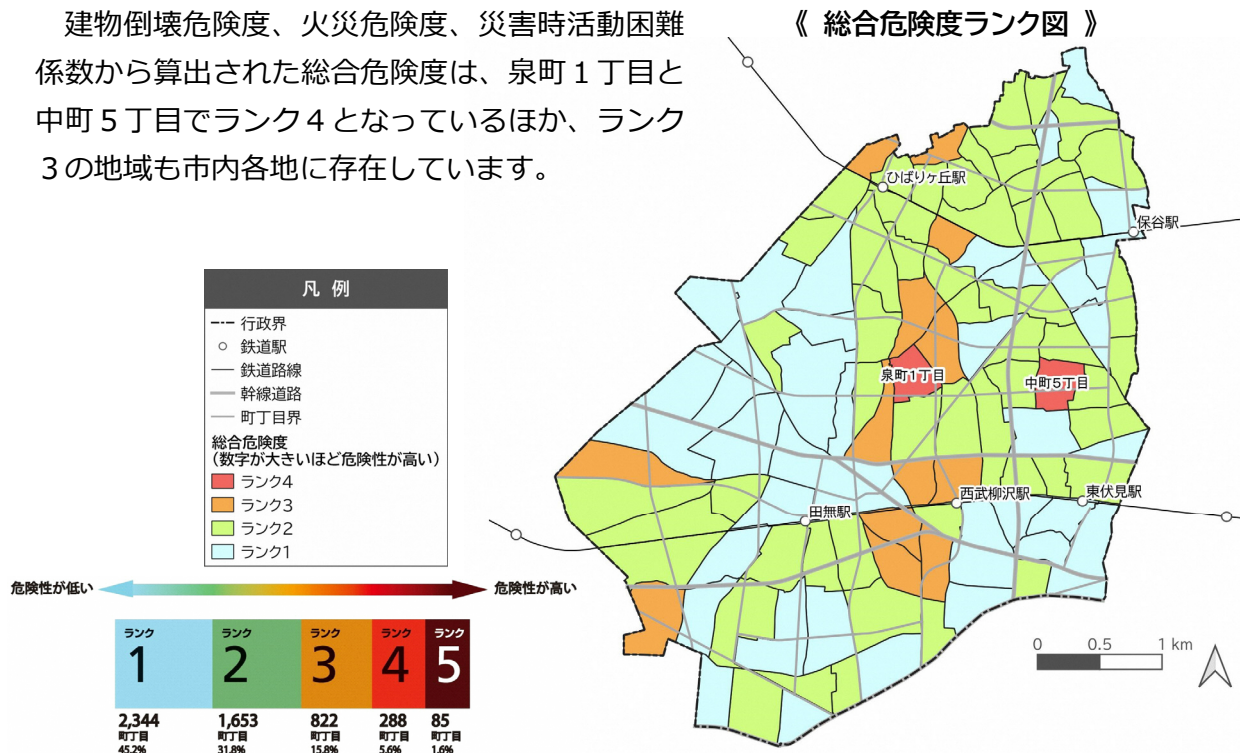 建物倒壊危険度、火災危険度、災害時活動困難
係数から算出された総合危険度は、泉町１丁目と
中町５丁目でランク４となっているほか、ランク
３の地域も市内各地に存在しています。
《 総合危険度ランク図 》
ひばりヶ丘駅
保谷駅
泉町1丁目
中町5丁目
西武柳沢駅
東伏見駅
田無駅
凡 例
行政界
鉄道駅
鉄道路線
幹線道路
町丁目界
総合危険度
（数字が大きいほど危険性が高い）
ランク4
ランク3
ランク2
ランク1
危険性が低い
危険性が高い
ランク
1
2,344
町丁目
45.2%
ランク
2
1,653
町丁目
31.8%
ランク
3
822
町丁目
15.8%
ランク
4
288
町丁目
5.6%
ランク
5
85
町丁目
1.6%
0 0.5 1 km